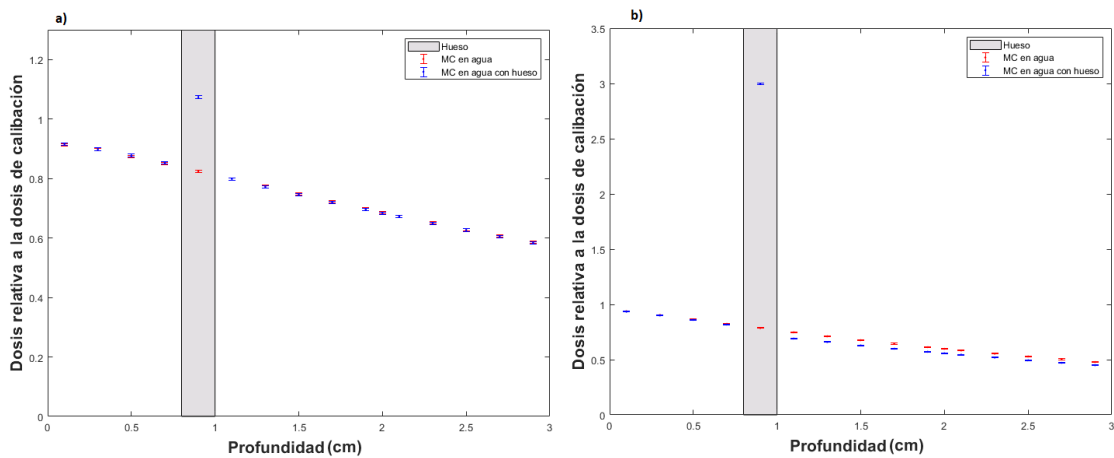 a)
Dosis relativa a la dosis de calibación
1.2
1
0.8
0.6
0.4
0.2
0
0 0.5 1 1.5 2 2.5 3
Profundidad (cm)
Hueso
MC en agua
MC en agua con hueso
b)
Dosis relativa a la dosis de calibración
3.5
3
2.5
2
1.5
1
0.5
0
0 0.5 1 1.5 2 2.5 3
Profundidad (cm)
Hueso
MC en agua
MC en agua con hueso